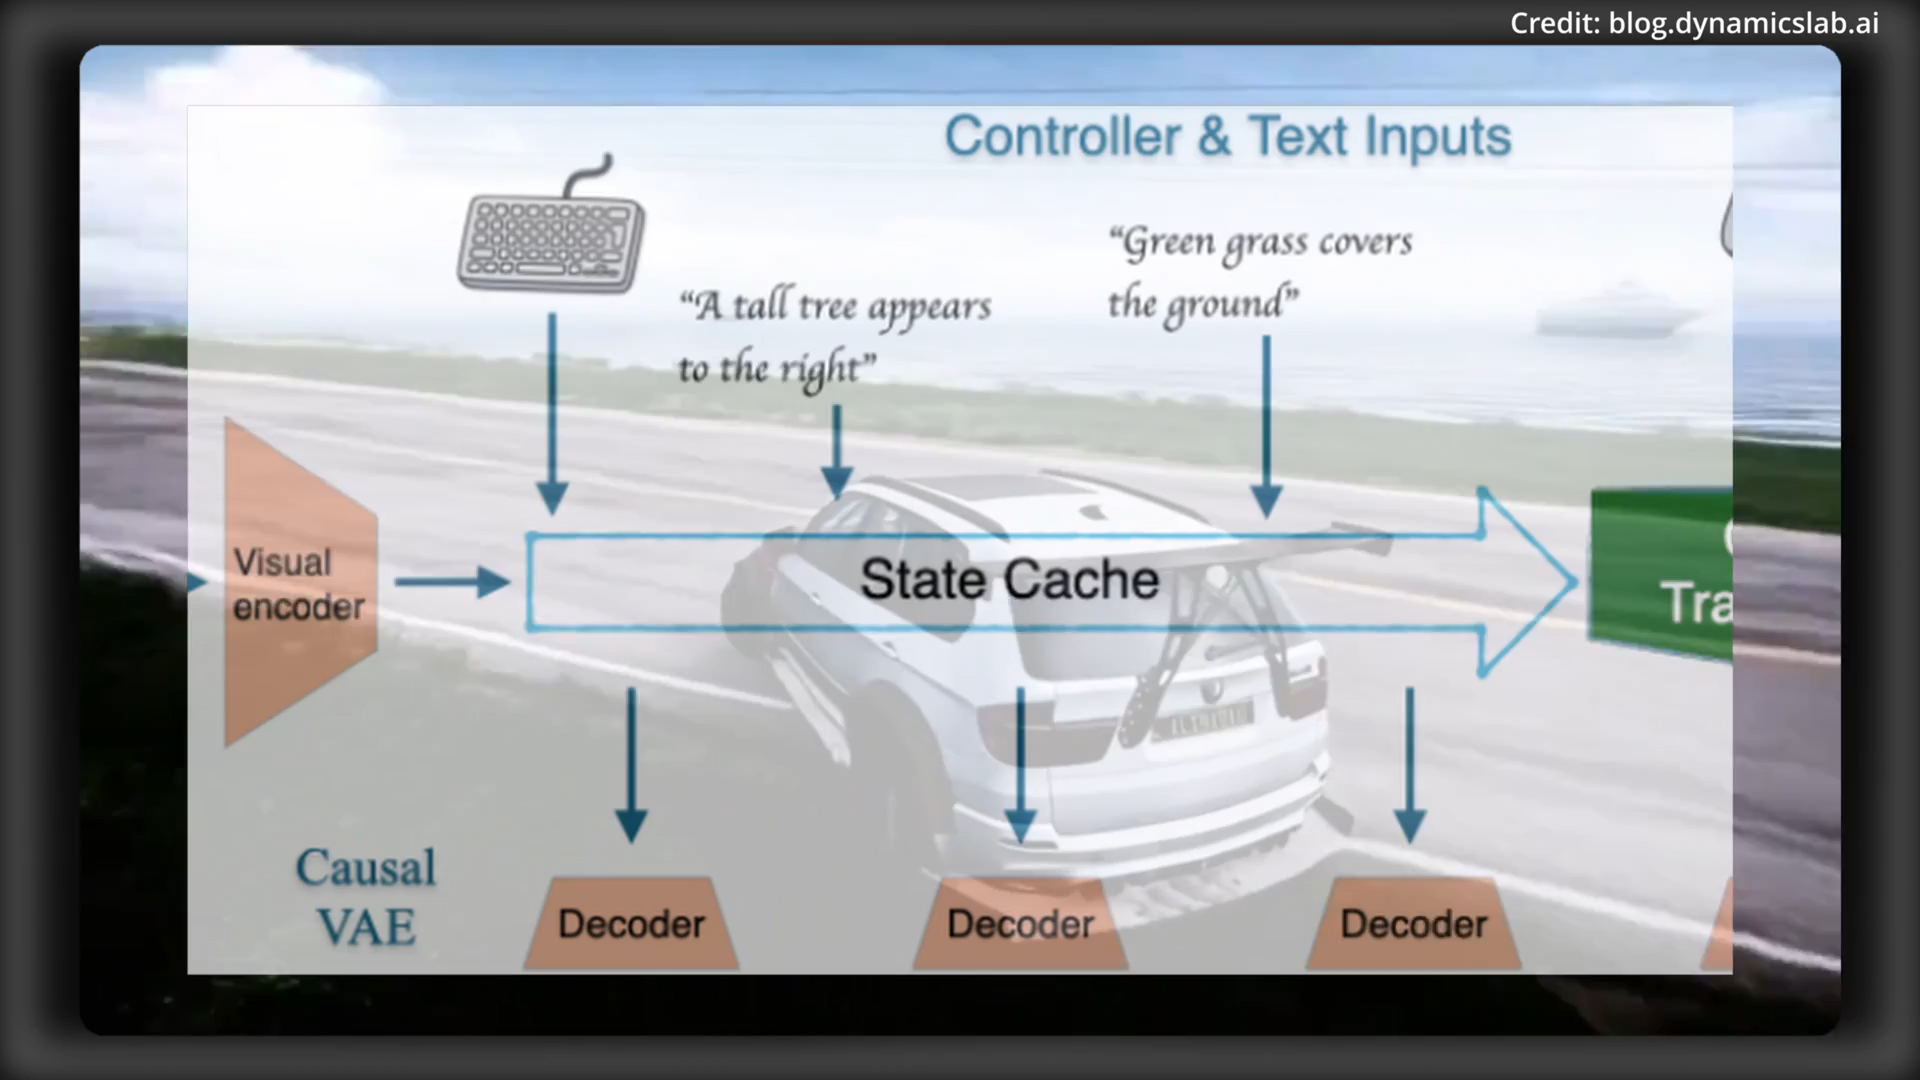 Credit: blog.dynamicslab.ai
Controller & Text Inputs
“Green grass covers
the ground”
“A tall tree appears
to the right”
Visual
encoder
State Cache
Tra
Causal
VAE
Decoder
Decoder
Decoder